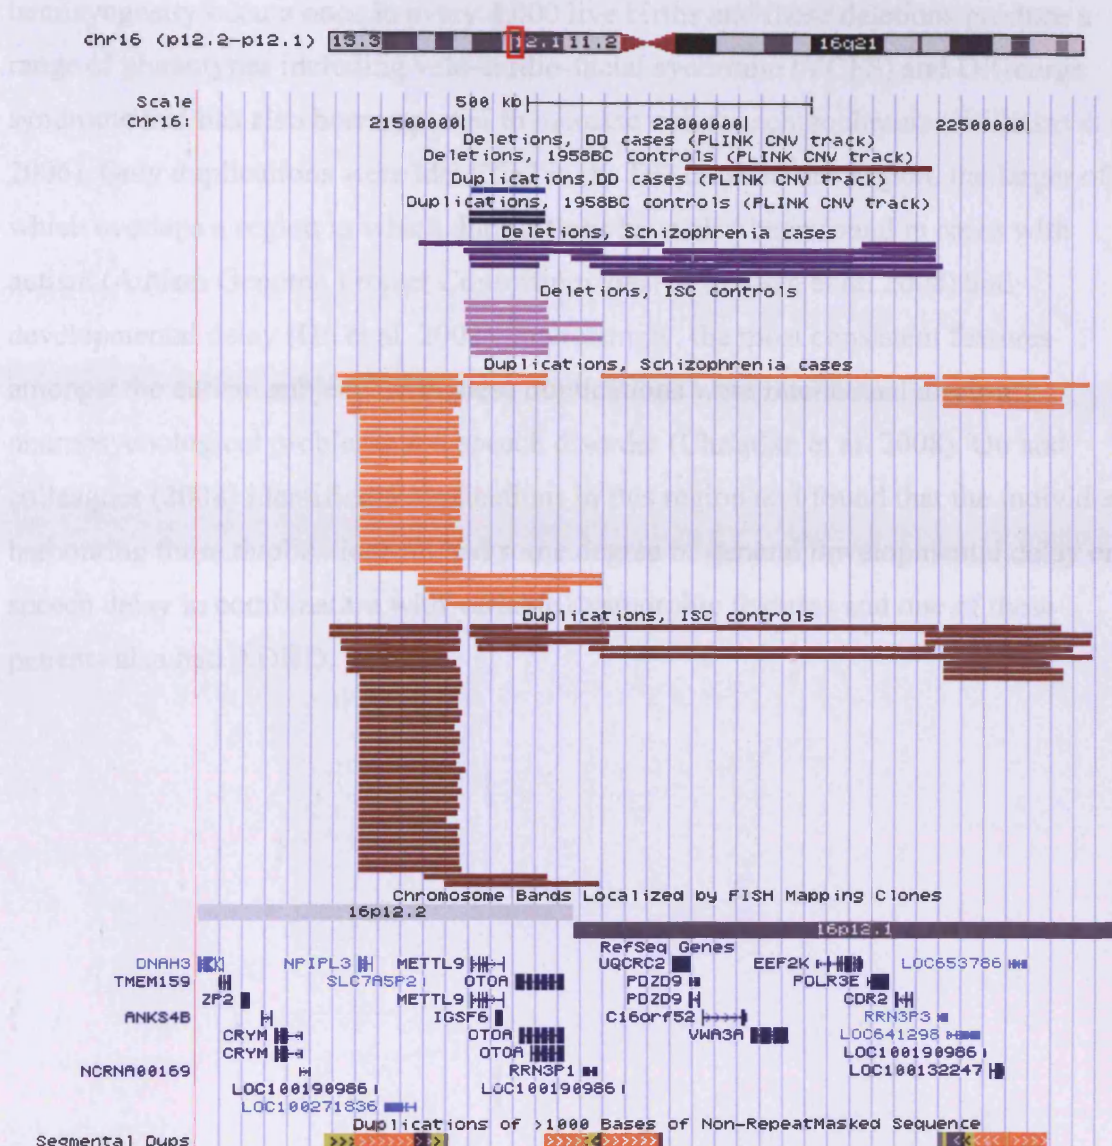 chr16 (p12.2-p12.1) 13.3 12.1 11.2 16q21
Scale 500 kb
chr16: 21500000 22000000 22500000
Deletions, DD cases (PLINK CNV track)
Deletions, 1958BC controls (PLINK CNV track)
Duplications,DD cases (PLINK CNV track)
Duplications, 1958BC controls (PLINK CNV track)
Deletions, Schizophrenia cases
Deletions, ISC controls
Duplications, Schizophrenia cases
Duplications, ISC controls
Chromosome Bands Localized by FISH Mapping Clones
16p12.2
16p12.1
RefSeq Genes
DNAH3 NPIPL3 METTL9 UQCRC2 EEF2K LOC653786
TMEM159 SLC7A5P2 OTOA PDZD9 POLR3E
ZP2 METTL9 PDZD9 CDR2
ANKS4B IGSF6 C16orf52 RRN3P3
CRYM OTOA VWA3A LOC641298
CRYM OTOA LOC100190986
NCRNA00169 RRN3P1 LOC100132247
LOC100190986 LOC100190986
LOC100271836
Duplications of >1000 Bases of Non-RepeatMasked Sequence
Segmental Dups